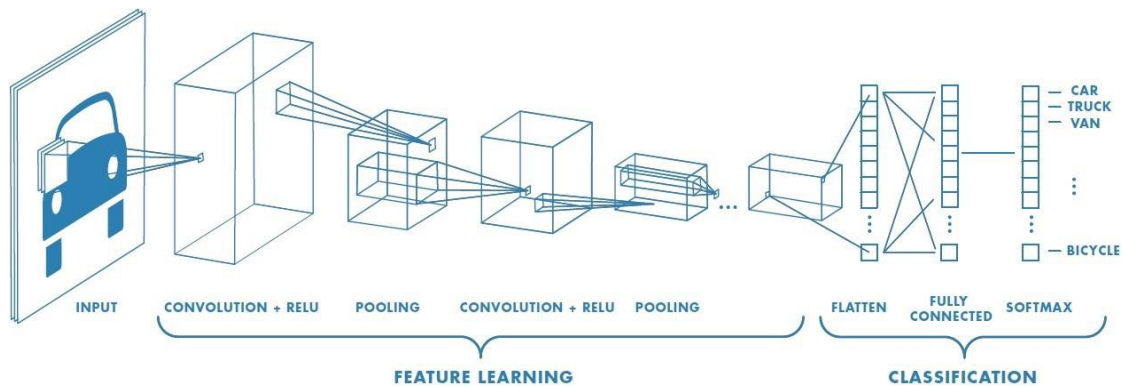 CAR
TRUCK
VAN
BICYCLE
INPUT
CONVOLUTION + RELU
POOLING
CONVOLUTION + RELU
POOLING
FLATTEN
FULLY
CONNECTED
SOFTMAX
FEATURE LEARNING
CLASSIFICATION